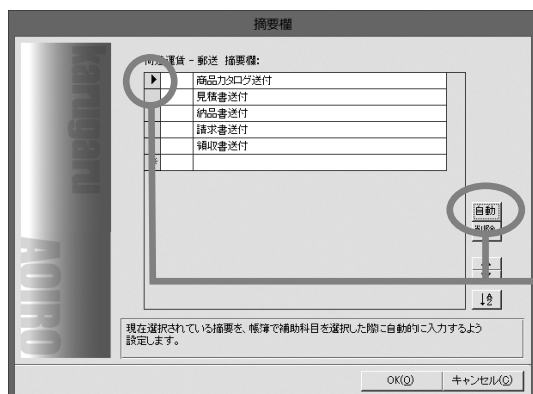 摘要欄
karugaru
AOIRO
運賃 - 郵送 摘要欄:
商品カタログ送付
見積書送付
納品書送付
請求書送付
領収書送付
自動
削除
現在選択されている摘要を、帳簿で補助科目を選択した際に自動的に入力するよう
設定します。
OK(O)
キャンセル(C)